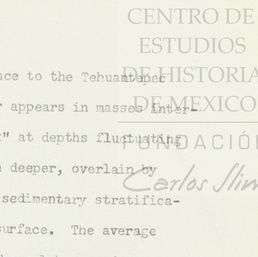 CENTRO DE
ESTUDIOS
DE HISTORIA
DE MEXICO
FUNDACIÓN
Carlos Slim
nce to the Tehuantepec
r appears in masses inter-
" at depths fluctuating
deeper, overlain by
sedimentary stratifica-
urface. The average